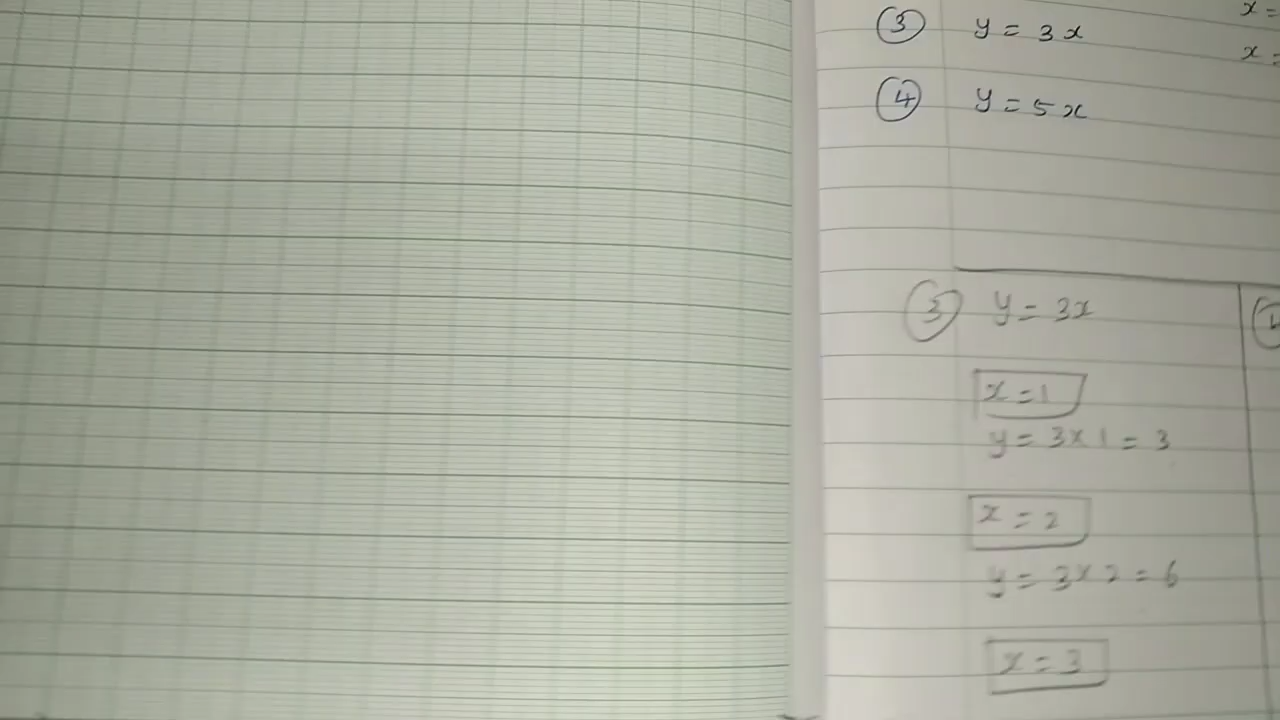 x =
③ y = 3x
x =
④ y = 5x
③ y = 3x
x = 1
y = 3 x 1 = 3
x = 2
y = 3 x 2 = 6
x = 3